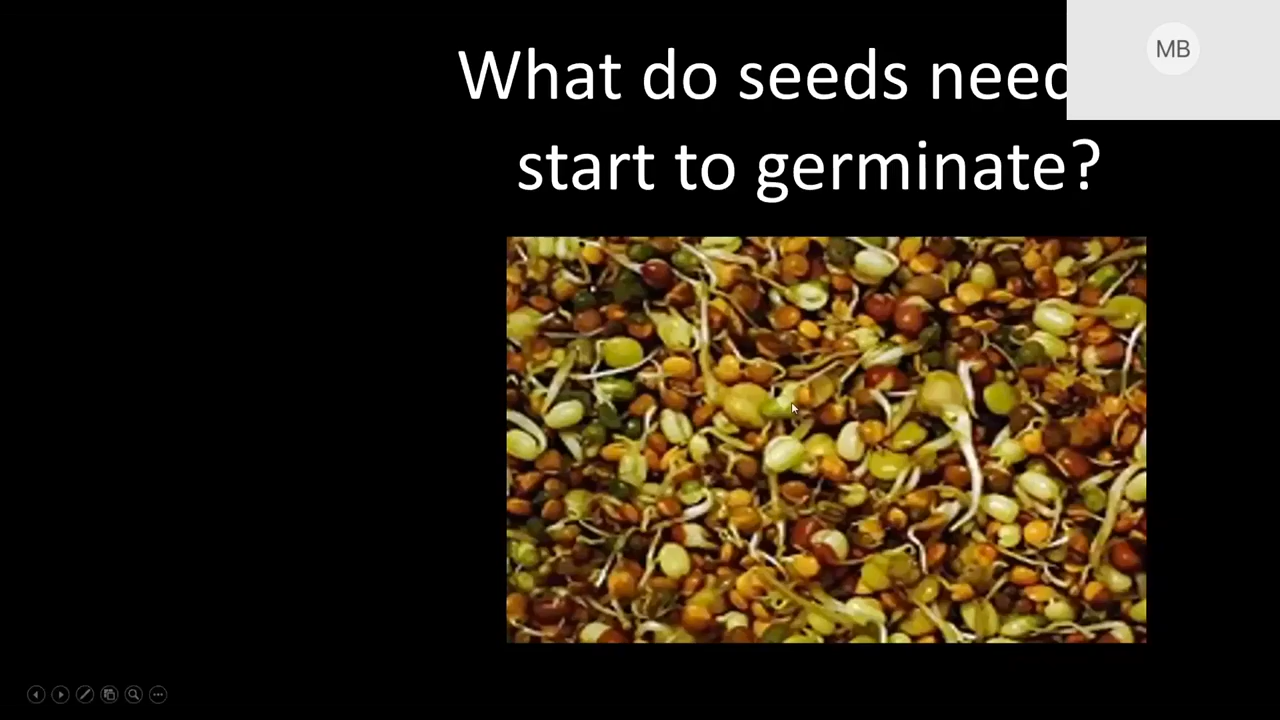 What do seeds need
start to germinate?
MB